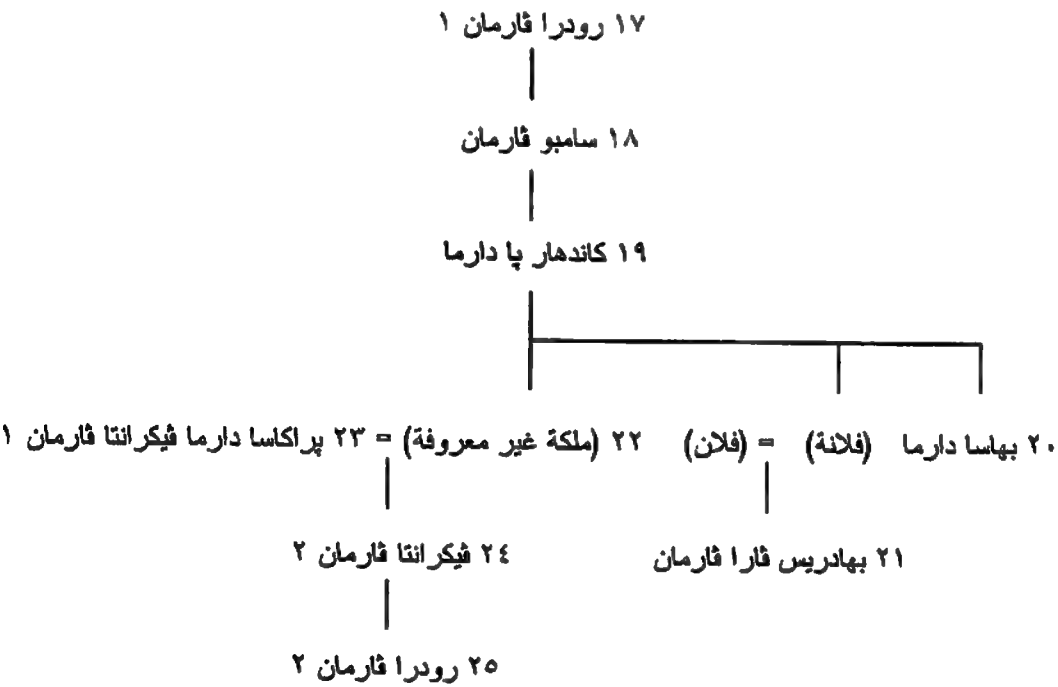 ١٧ رودرا ڤارمان ١
١٨ سامبو ڤارمان
١٩ كاندهار پا دارما
٢٠ بهاسا دارما (فلانة) = (فلان) ٢٢ (ملكة غير معروفة) = ٢٣ پراكاسا دارما ڤيكرانتا ڤارمان ١
٢١ بهادريس ڤارا ڤارمان ٢٤ ڤيكرانتا ڤارمان ٢
٢٥ رودرا ڤارمان ٢